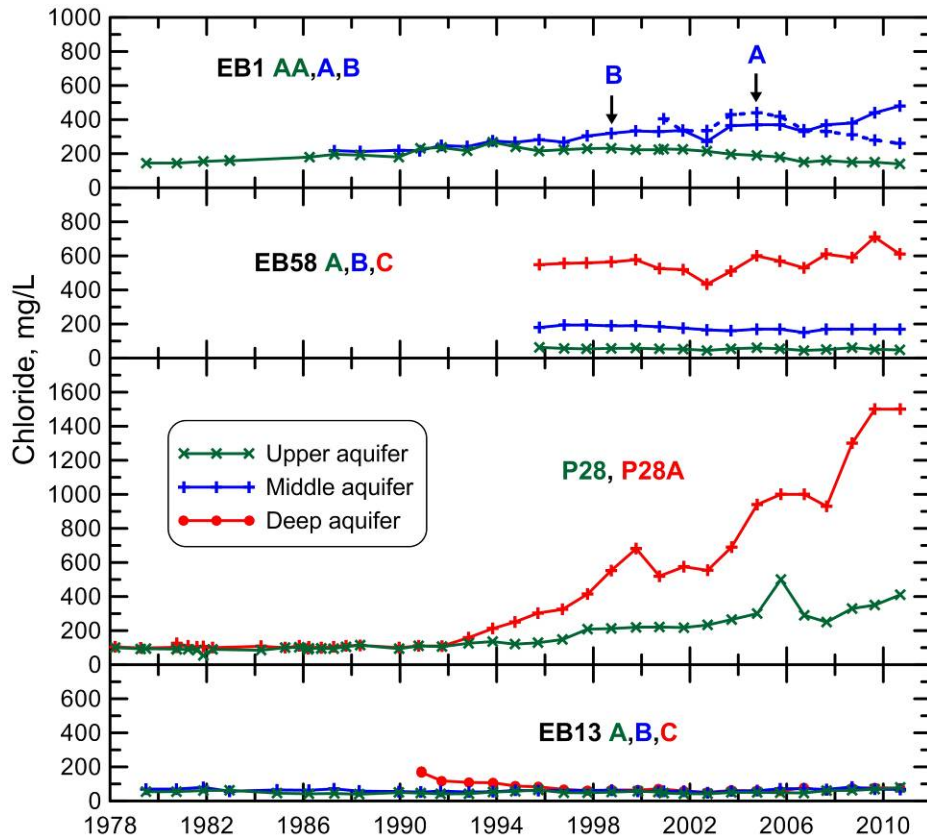 1000
800
600
400
200
0
EB1 AA,A,B
B
A
800
600
400
200
0
EB58 A,B,C
Chloride, mg/L
1600
1400
1200
1000
800
600
400
200
0
Upper aquifer
Middle aquifer
Deep aquifer
P28, P28A
600
400
200
0
EB13 A,B,C
1978 1982 1986 1990 1994 1998 2002 2006 2010